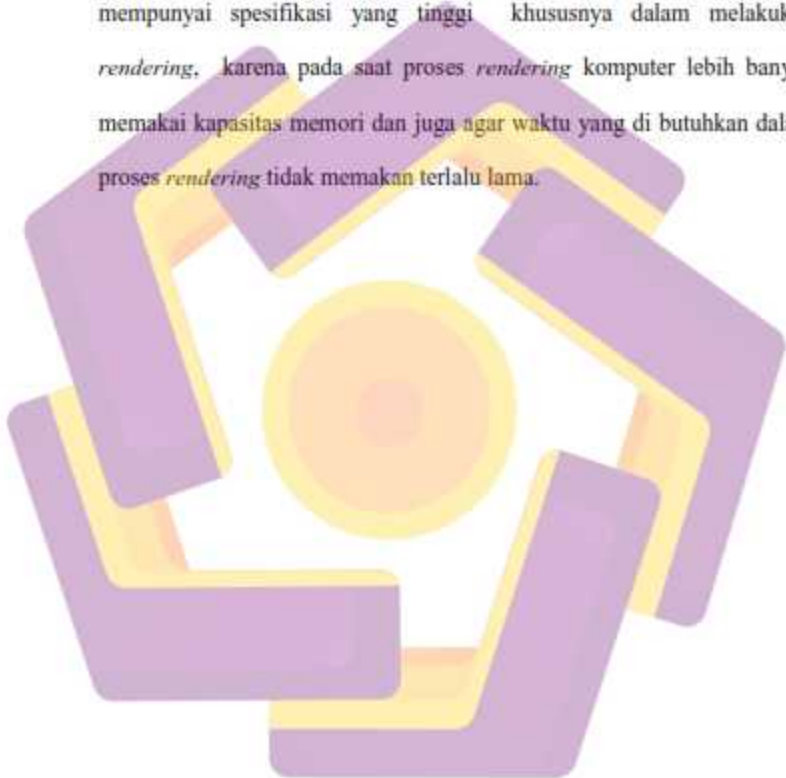 mempunyai spesifikasi yang tinggi khususnya dalam melakuk
rendering, karena pada saat proses rendering komputer lebih bany
memakai kapasitas memori dan juga agar waktu yang di butuhkan dal
proses rendering tidak memakan terlalu lama.